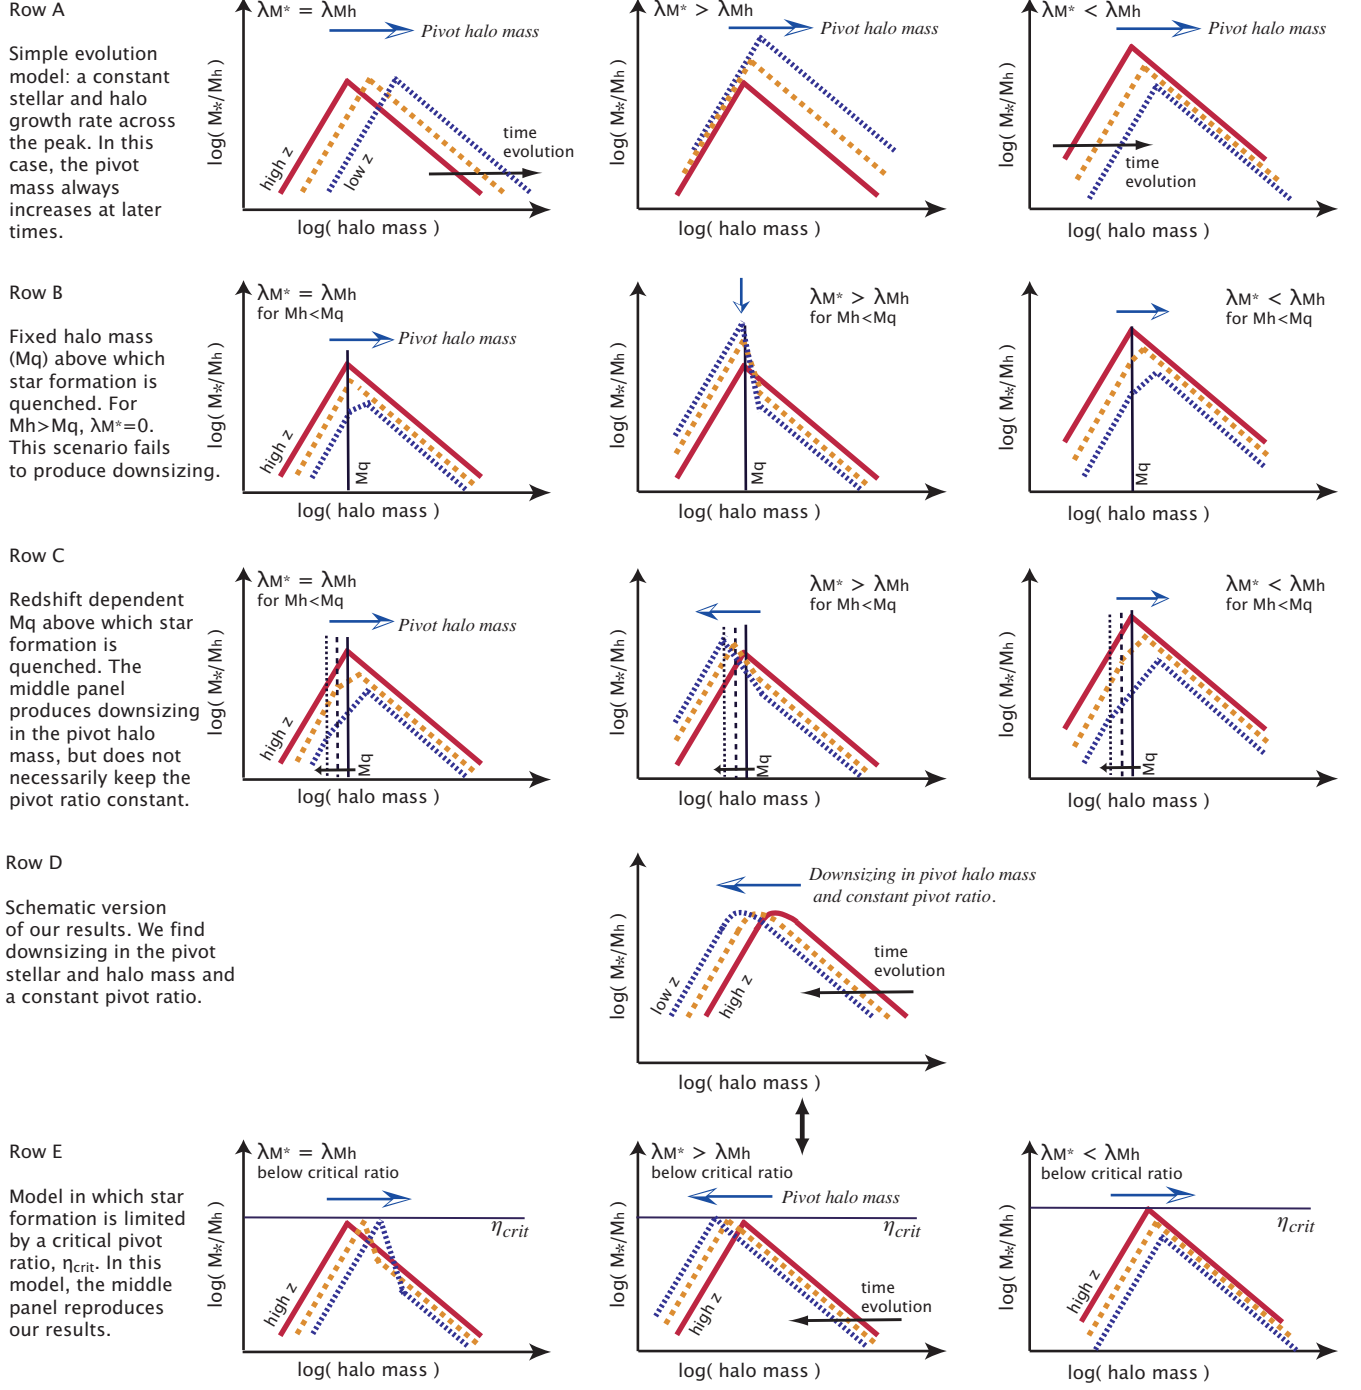 Row A
Simple evolution
model: a constant
stellar and halo
growth rate across
the peak. In this
case, the pivot
mass always
increases at later
times.
λM* = λMh
Pivot halo mass
log( M*/Mh )
high z
low z
time
evolution
log( halo mass )
λM* > λMh
Pivot halo mass
log( M*/Mh )
log( halo mass )
λM* < λMh
Pivot halo mass
log( M*/Mh )
time
evolution
log( halo mass )
Row B
Fixed halo mass
(Mq) above which
star formation is
quenched. For
Mh>Mq, λM*=0.
This scenario fails
to produce downsizing.
λM* = λMh
for Mh<Mq
Pivot halo mass
log( M*/Mh )
high z
Mq
log( halo mass )
λM* > λMh
for Mh<Mq
log( M*/Mh )
Mq
log( halo mass )
λM* < λMh
for Mh<Mq
log( M*/Mh )
Mq
log( halo mass )
Row C
Redshift dependent
Mq above which star
formation is
quenched. The
middle panel
produces downsizing
in the pivot halo
mass, but does not
necessarily keep the
pivot ratio constant.
λM* = λMh
for Mh<Mq
Pivot halo mass
log( M*/Mh )
high z
Mq
log( halo mass )
λM* > λMh
for Mh<Mq
log( M*/Mh )
Mq
log( halo mass )
λM* < λMh
for Mh<Mq
log( M*/Mh )
Mq
log( halo mass )
Row D
Schematic version
of our results. We find
downsizing in the pivot
stellar and halo mass and
a constant pivot ratio.
Downsizing in pivot halo mass
and constant pivot ratio.
log( M*/Mh )
low z
high z
time
evolution
log( halo mass )
Row E
Model in which star
formation is limited
by a critical pivot
ratio, ηcrit. In this
model, the middle
panel reproduces
our results.
λM* = λMh
below critical ratio
ηcrit
log( M*/Mh )
high z
log( halo mass )
λM* > λMh
below critical ratio
Pivot halo mass
ηcrit
log( M*/Mh )
high z
time
evolution
log( halo mass )
λM* < λMh
below critical ratio
ηcrit
log( M*/Mh )
high z
log( halo mass )